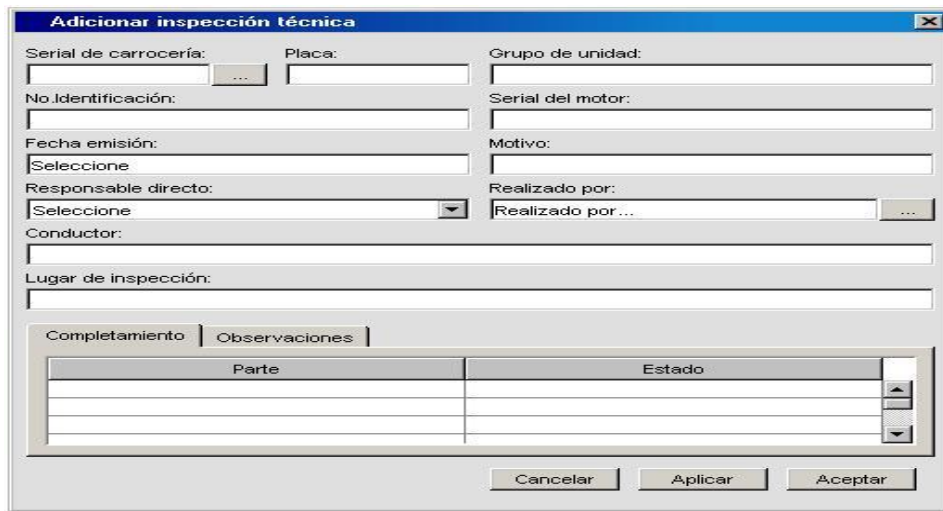 Adicionar inspección técnica
Serial de carrocería: Placa: Grupo de unidad:
...
No.Identificación: Serial del motor:
Fecha emisión: Motivo:
Seleccione
Responsable directo: Realizado por:
Seleccione Realizado por... ...
Conductor:
Lugar de inspección:
Completamiento Observaciones
Parte Estado
Cancelar Aplicar Aceptar